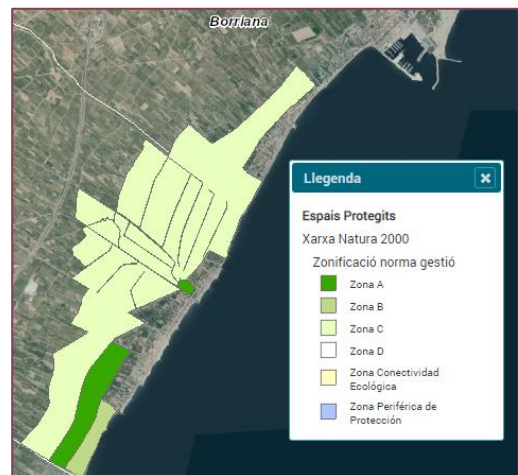 Borriana
Llegenda
Espais Protegits
Xarxa Natura 2000
Zonificació norma gestió
Zona A
Zona B
Zona C
Zona D
Zona Conectividad
Ecológica
Zona Periférica de
Protección